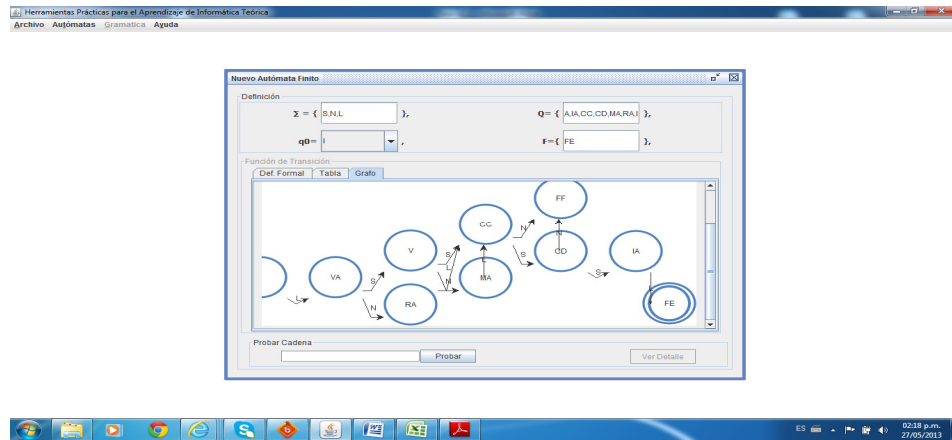 Herramientas Prácticas para el Aprendizaje de Informática Teórica
Archivo Autómatas Gramatica Ayuda
Nuevo Autómata Finito
Definición
Σ = { S,N,L }, Q= { A,IA,CC,CD,MA,RA,I },
q0= I , F={ FE },
Función de Transición
Def. Formal Tabla Grafo
FF
CC N
V S N
VA S L L MA S CD S IA
L N RA N
FE
Probar Cadena
Probar Ver Detalle
ES 02:18 p.m.
27/05/2013